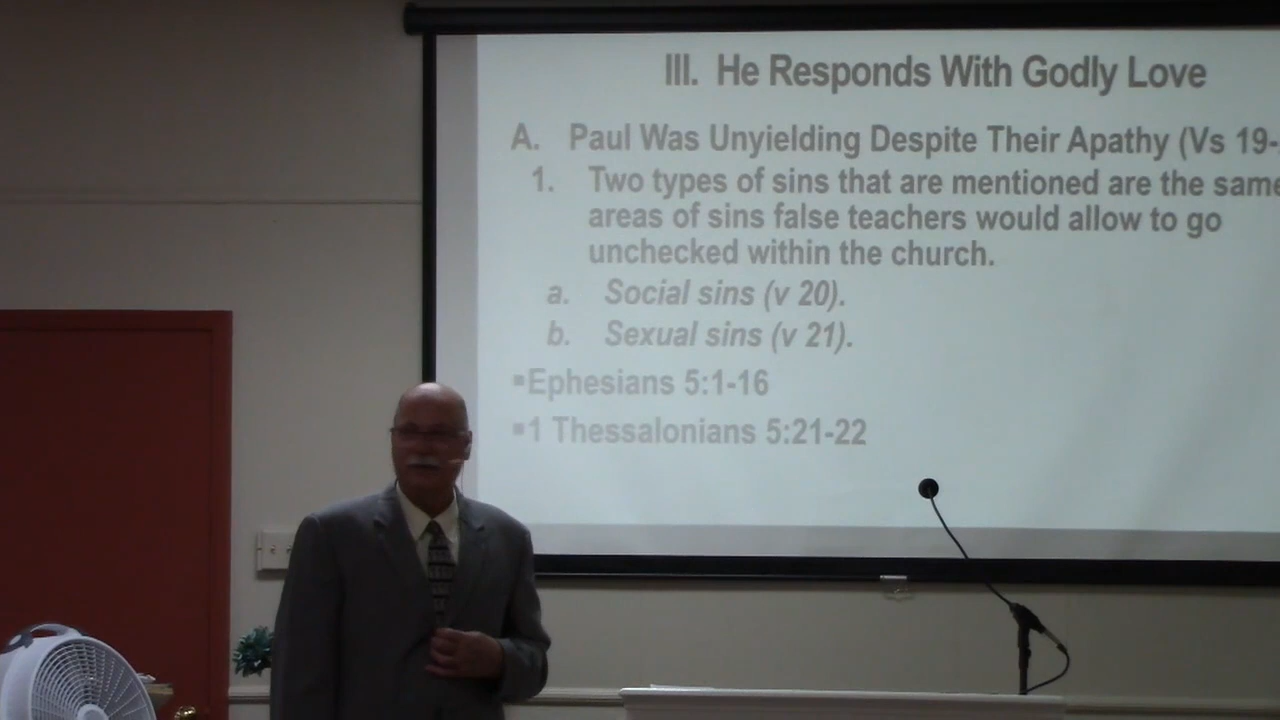 III. He Responds With Godly Love
A. Paul Was Unyielding Despite Their Apathy (Vs 19-
1. Two types of sins that are mentioned are the same
areas of sins false teachers would allow to go
unchecked within the church.
a. Social sins (v 20).
b. Sexual sins (v 21).
▪Ephesians 5:1-16
▪1 Thessalonians 5:21-22